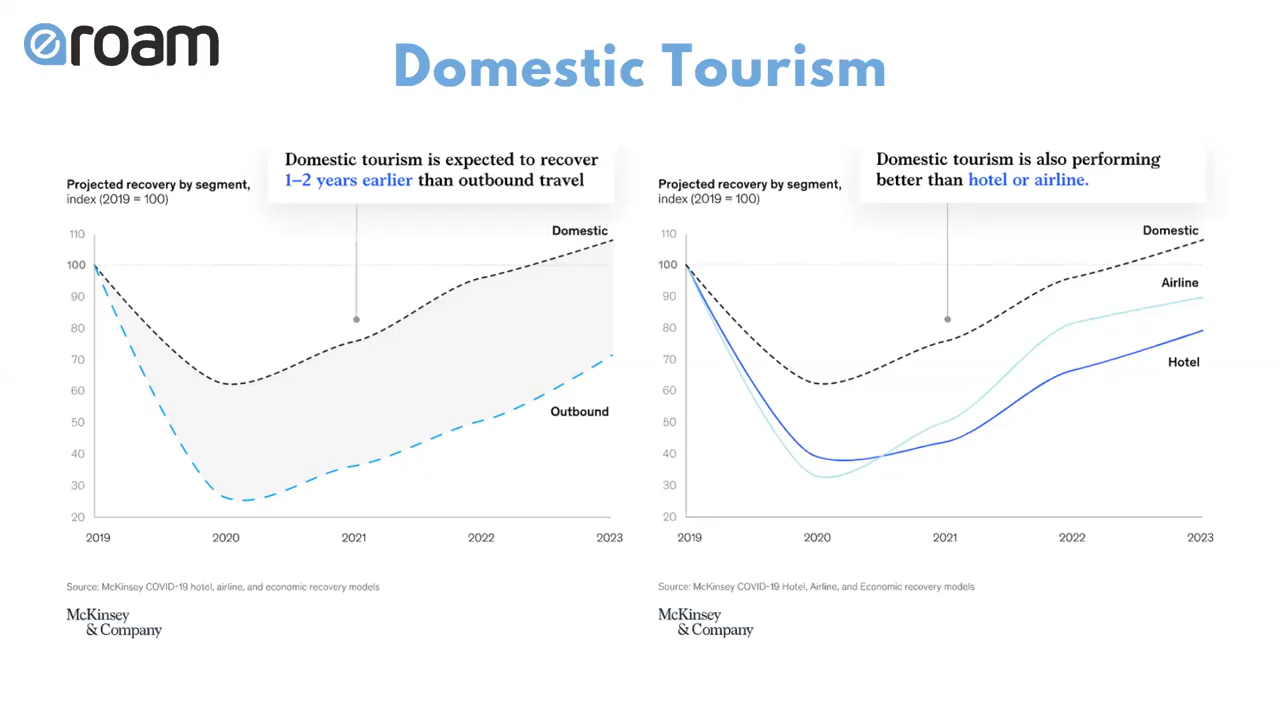 eroam
Domestic Tourism
Domestic tourism is expected to recover
1–2 years earlier than outbound travel
Projected recovery by segment,
index (2019 = 100)
110
100
90
80
70
60
50
40
30
20
Domestic
Outbound
2019 2020 2021 2022 2023
Source: McKinsey COVID-19 hotel, airline, and economic recovery models
McKinsey
& Company
Domestic tourism is also performing
better than hotel or airline.
Projected recovery by segment,
index (2019 = 100)
110
100
90
80
70
60
50
40
30
20
Domestic
Airline
Hotel
2019 2020 2021 2022 2023
Source: McKinsey COVID-19 Hotel, Airline, and Economic recovery models
McKinsey
& Company